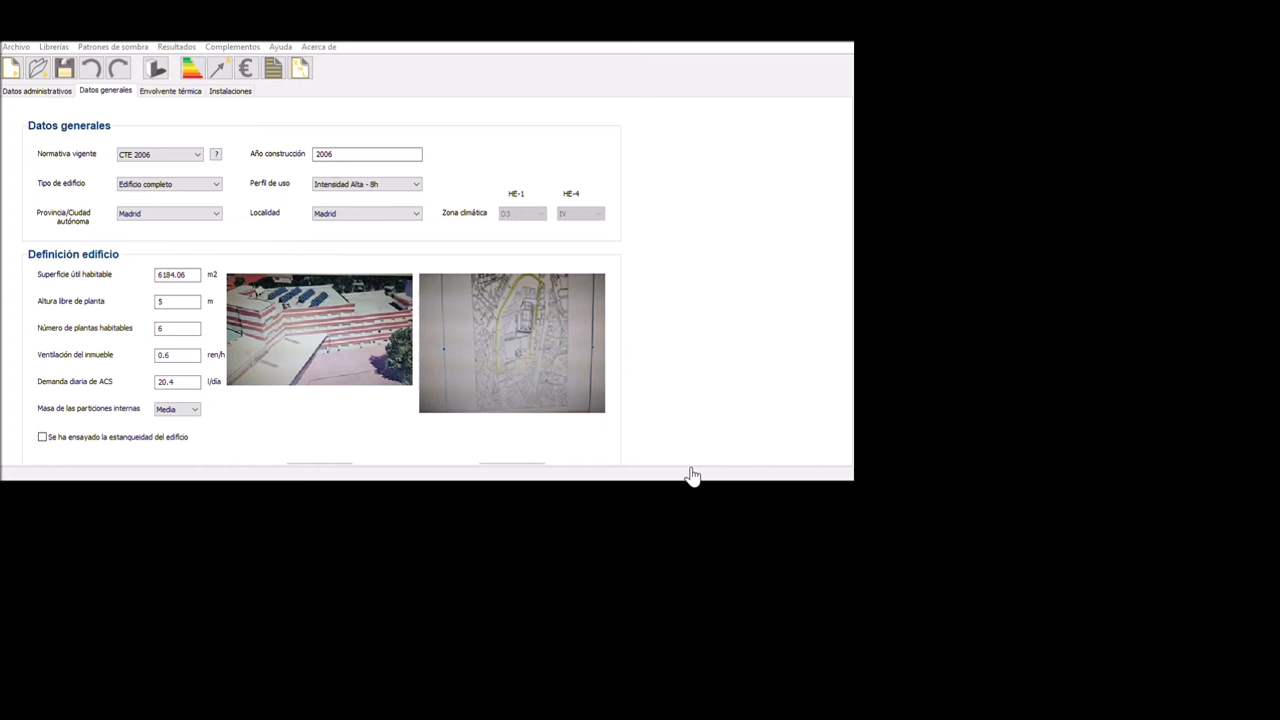 Archivo Librerías Patrones de sombra Resultados Complementos Ayuda Acerca de
Datos administrativos Datos generales Envolvente térmica Instalaciones
Datos generales
Normativa vigente CTE 2006 ? Año construcción 2006
Tipo de edificio Edificio completo Perfil de uso Intensidad Alta - 8h
HE-1 HE-4
Provincia/Ciudad autónoma Madrid Localidad Madrid Zona climática D3 IV
Definición edificio
Superficie útil habitable 6184.06 m2
Altura libre de planta 5 m
Número de plantas habitables 6
Ventilación del inmueble 0.6 ren/h
Demanda diaria de ACS 20.4 l/día
Masa de las particiones internas Media
Se ha ensayado la estanqueidad del edificio